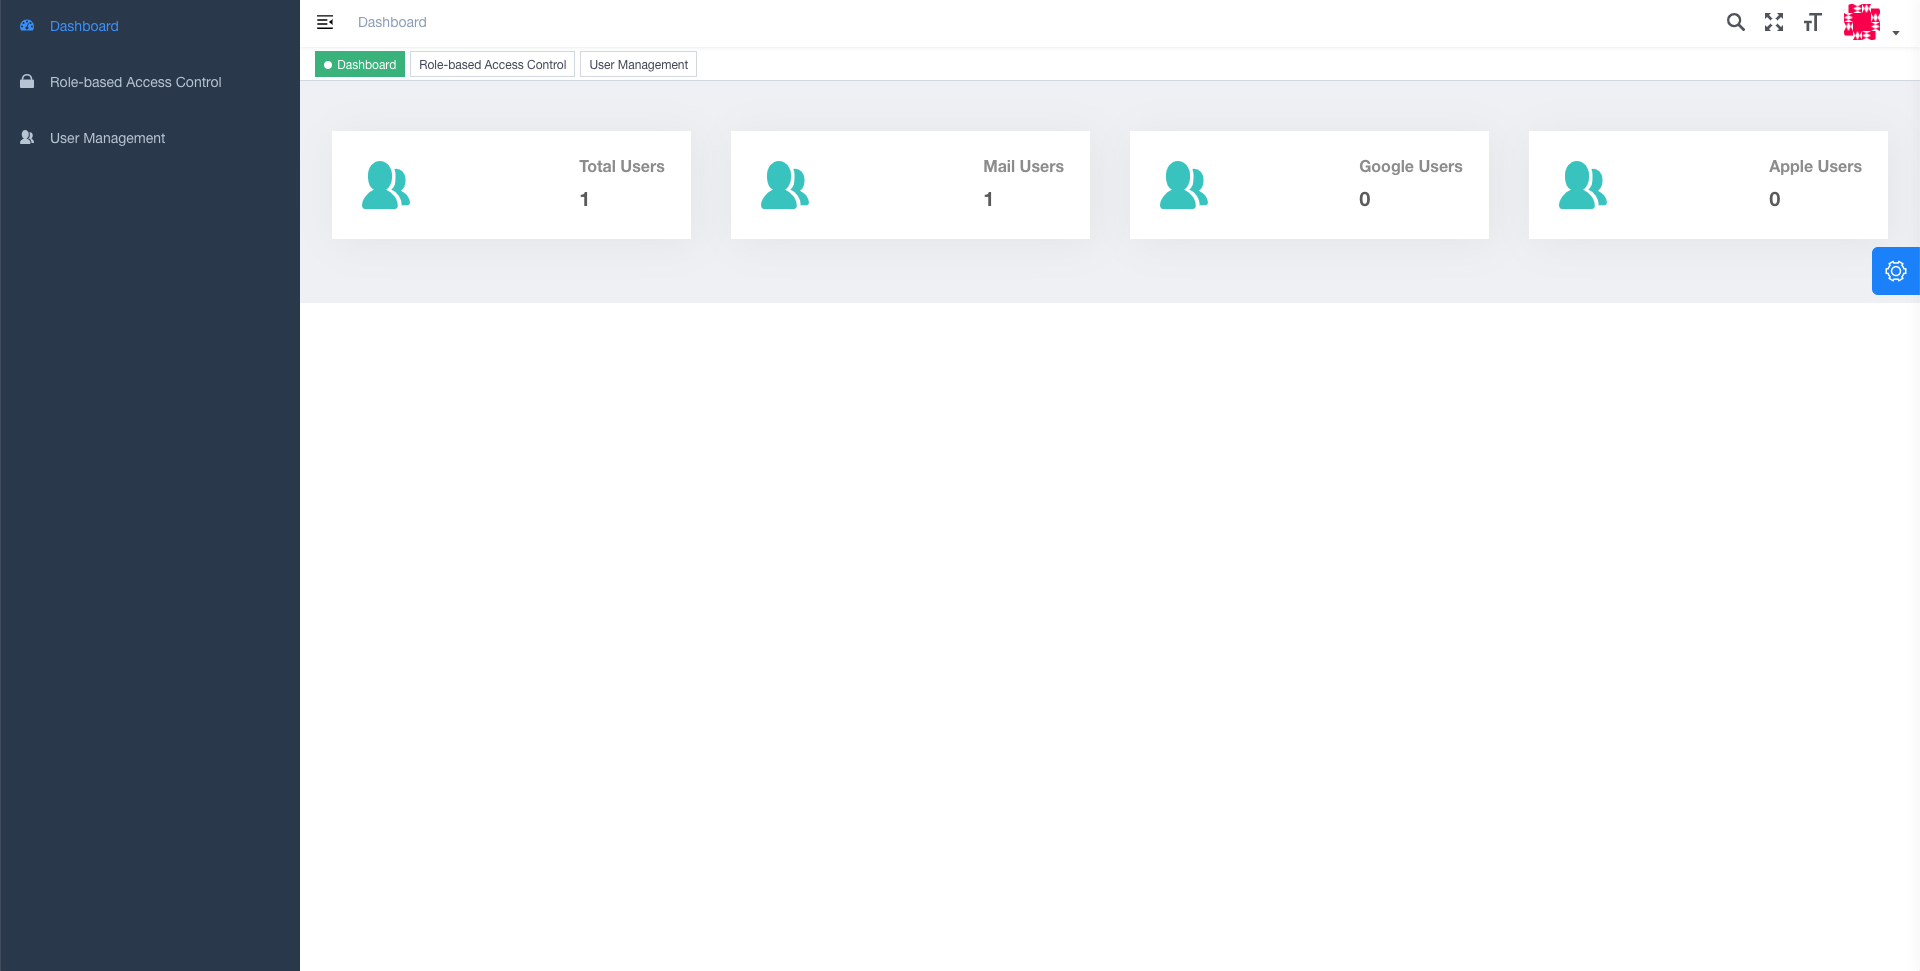 Dashboard
Role-based Access Control
User Management
Dashboard
Dashboard
Role-based Access Control
User Management
Total Users
1
Mail Users
1
Google Users
0
Apple Users
0